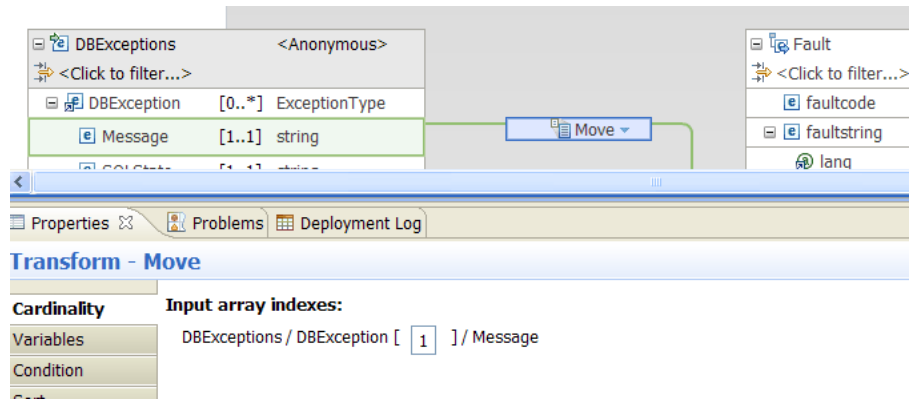 DBExceptions <Anonymous>
<Click to filter...>
DBException [0..*] ExceptionType
e Message [1..1] string
Move
Fault
<Click to filter...>
e faultcode
e faultstring
lang
Properties Problems Deployment Log
Transform - Move
Cardinality
Variables
Condition
Input array indexes:
DBExceptions / DBException [ 1 ] / Message